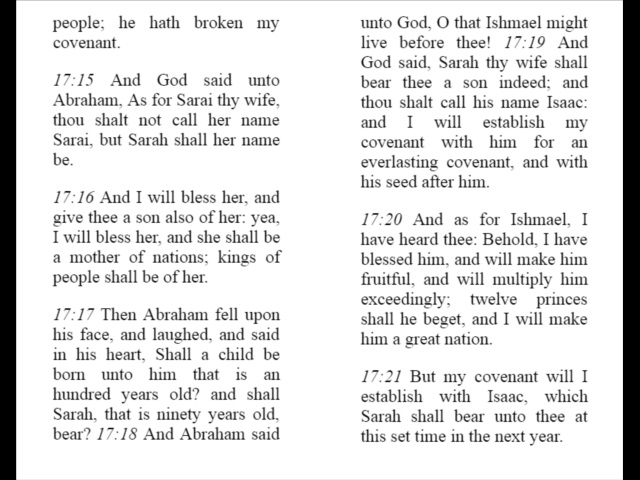 people; he hath broken my
covenant.
17:15 And God said unto
Abraham, As for Sarai thy wife,
thou shalt not call her name
Sarai, but Sarah shall her name
be.
17:16 And I will bless her, and
give thee a son also of her: yea,
I will bless her, and she shall be
a mother of nations; kings of
people shall be of her.
17:17 Then Abraham fell upon
his face, and laughed, and said
in his heart, Shall a child be
born unto him that is an
hundred years old? and shall
Sarah, that is ninety years old,
bear? 17:18 And Abraham said
unto God, O that Ishmael might
live before thee! 17:19 And
God said, Sarah thy wife shall
bear thee a son indeed; and
thou shalt call his name Isaac:
and I will establish my
covenant with him for an
everlasting covenant, and with
his seed after him.
17:20 And as for Ishmael, I
have heard thee: Behold, I have
blessed him, and will make him
fruitful, and will multiply him
exceedingly; twelve princes
shall he beget, and I will make
him a great nation.
17:21 But my covenant will I
establish with Isaac, which
Sarah shall bear unto thee at
this set time in the next year.